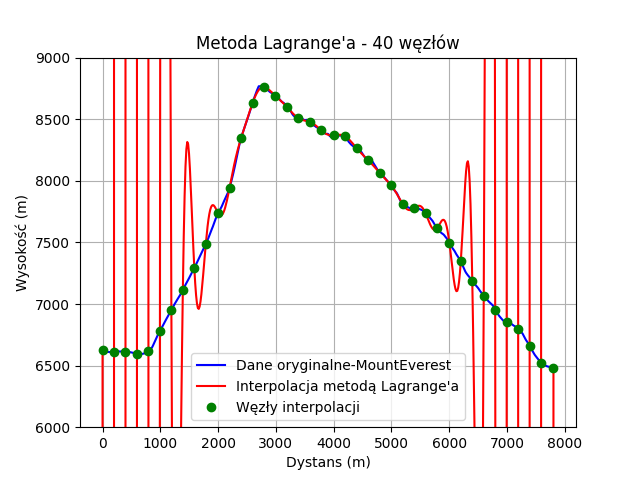 Metoda Lagrange'a - 40 węzłów
9000
8500
8000
7500
7000
6500
6000
Wysokość (m)
Dane oryginalne-MountEverest
Interpolacja metodą Lagrange'a
Węzły interpolacji
0 1000 2000 3000 4000 5000 6000 7000 8000
Dystans (m)